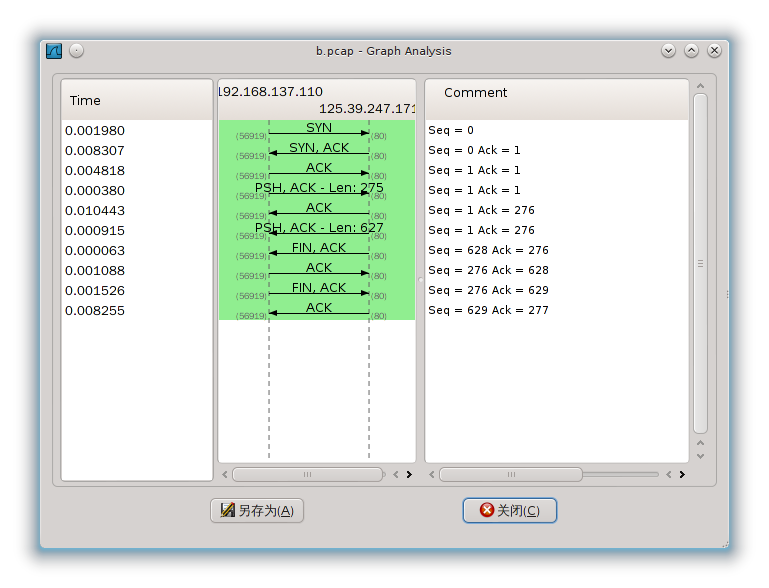 b.pcap - Graph Analysis
Time
192.168.137.110
125.39.247.171
Comment
0.001980 (56919) SYN (80) Seq = 0
0.008307 (56919) SYN, ACK (80) Seq = 0 Ack = 1
0.004818 (56919) ACK (80) Seq = 1 Ack = 1
0.000380 (56919) PSH, ACK - Len: 275 (80) Seq = 1 Ack = 1
0.010443 (56919) ACK (80) Seq = 1 Ack = 276
0.000915 (56919) PSH, ACK - Len: 627 (80) Seq = 1 Ack = 276
0.000063 (56919) FIN, ACK (80) Seq = 628 Ack = 276
0.001088 (56919) ACK (80) Seq = 276 Ack = 628
0.001526 (56919) FIN, ACK (80) Seq = 276 Ack = 629
0.008255 (56919) ACK (80) Seq = 629 Ack = 277
另存为(A)
关闭(C)